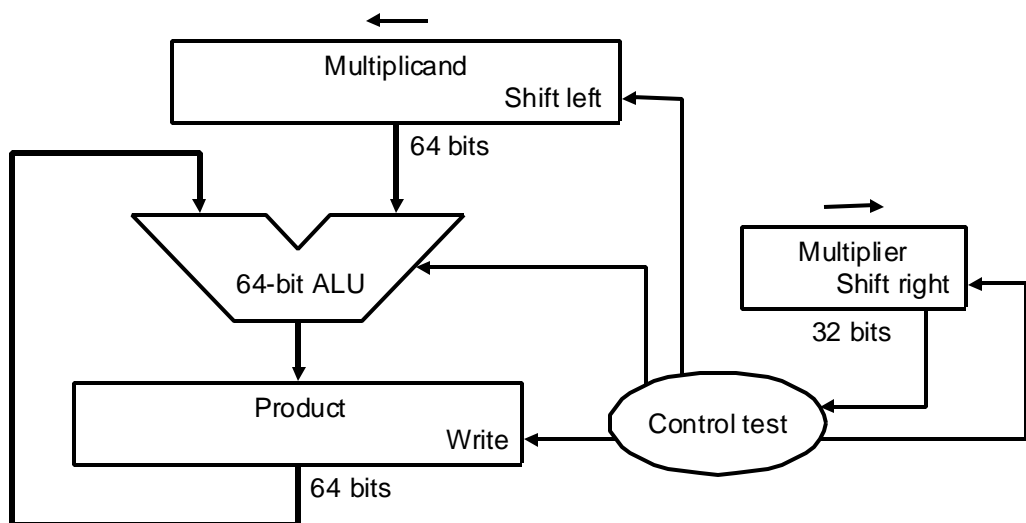 Multiplicand
Shift left
64 bits
64-bit ALU
Multiplier
Shift right
32 bits
Product
Write
Control test
64 bits